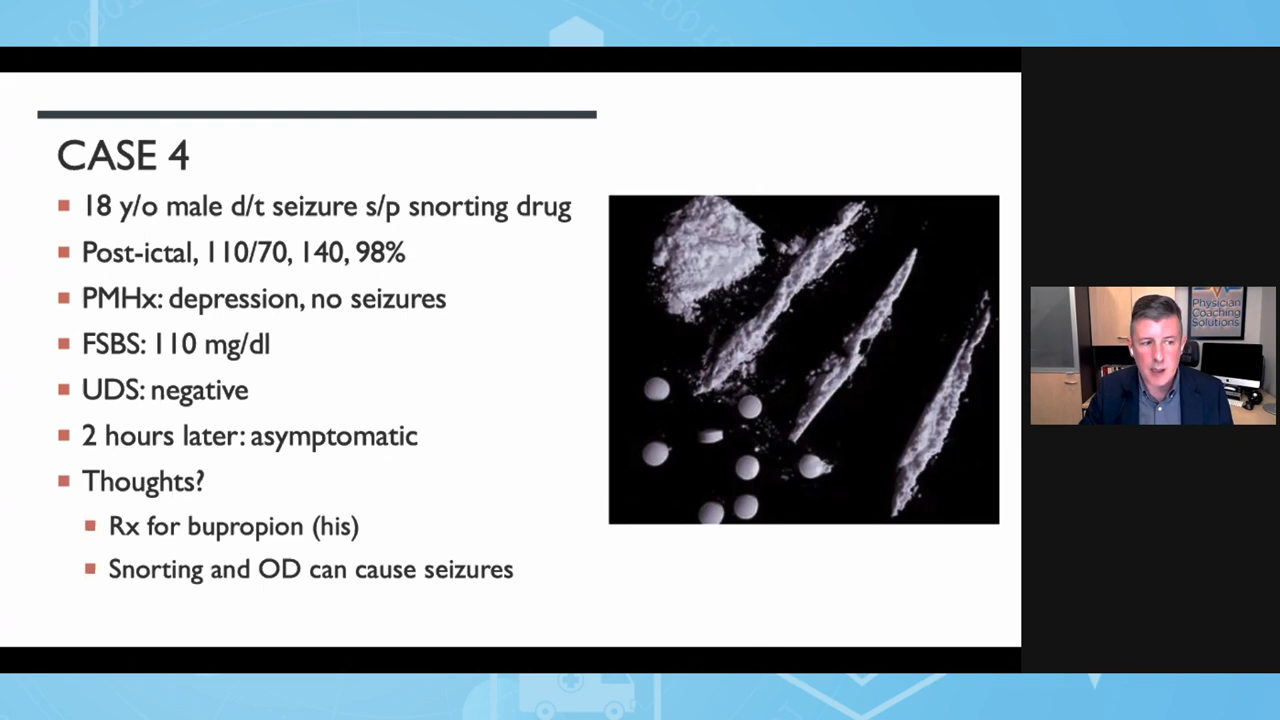 CASE 4
18 y/o male d/t seizure s/p snorting drug
Post-ictal, 110/70, 140, 98%
PMHx: depression, no seizures
FSBS: 110 mg/dl
UDS: negative
2 hours later: asymptomatic
Thoughts?
Rx for bupropion (his)
Snorting and OD can cause seizures
Physician
Coaching
Solutions